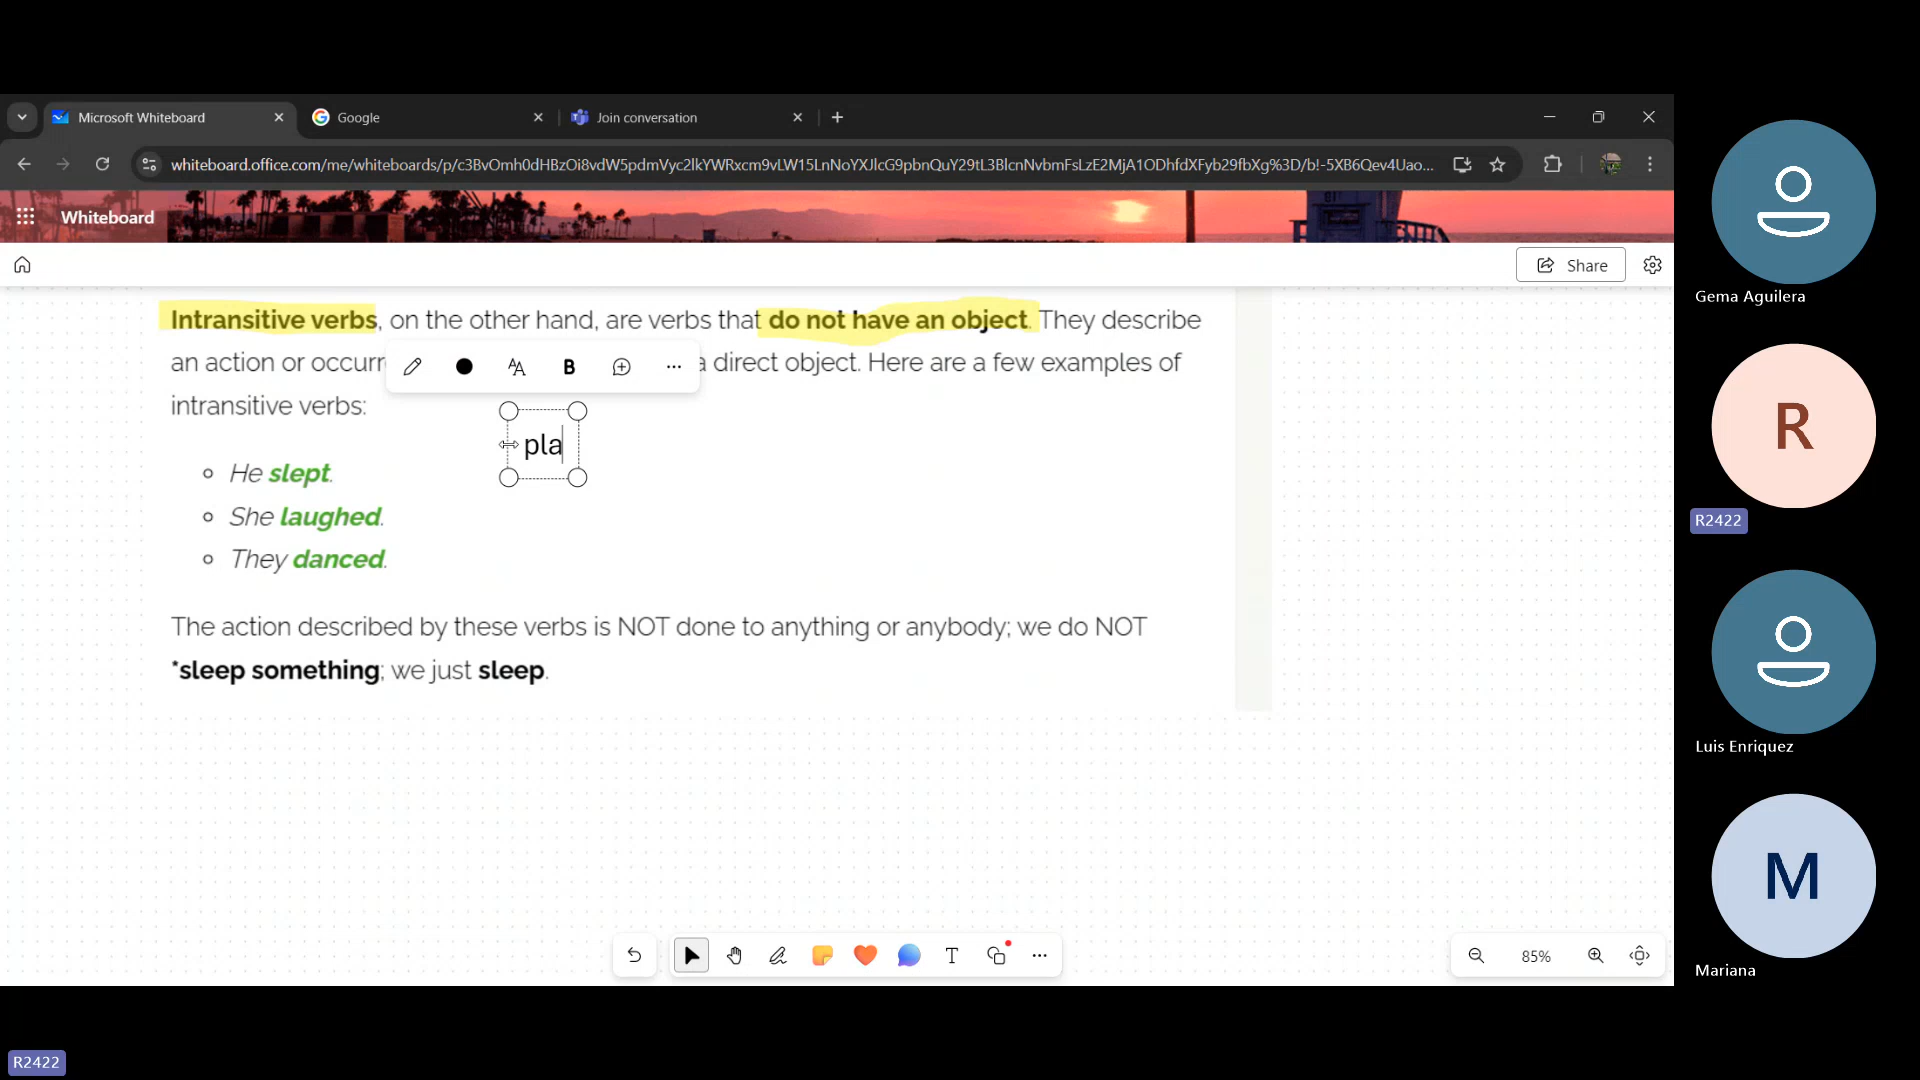 Microsoft Whiteboard
Google
Join conversation
whiteboard.office.com/me/whiteboards/p/c3BvOmh0dHBzOi8vdW5pdmVyc2lkYWRxcm9vLW15LnNoYXJlcG9pbnQuY29tL3BlcnNvbmFsLzE2MjA1ODhfdXFyb29fbXg%3D/b!-5XB6Qev4Uao...
Whiteboard
Share
Intransitive verbs, on the other hand, are verbs that do not have an object. They describe
an action or occurr a direct object. Here are a few examples of
intransitive verbs:
pla
He slept.
She laughed.
They danced.
The action described by these verbs is NOT done to anything or anybody; we do NOT
*sleep something; we just sleep.
85%
Gema Aguilera
R
R2422
Luis Enriquez
M
Mariana
R2422